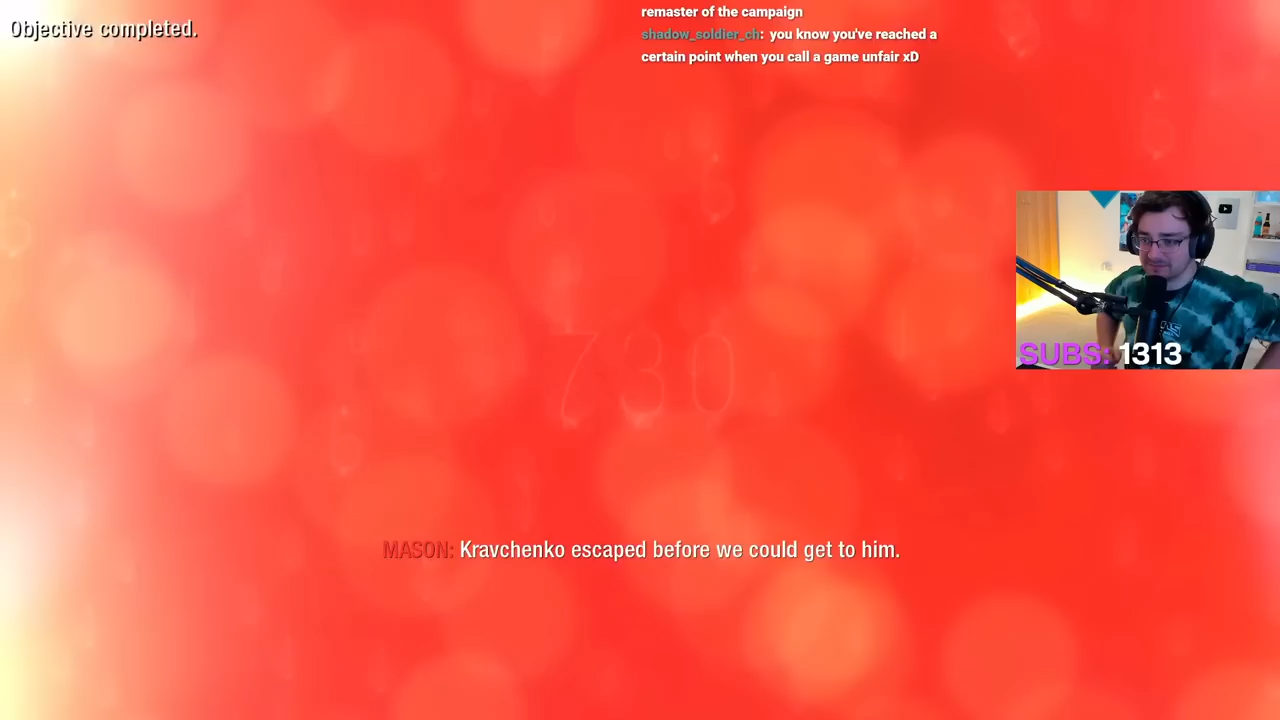 Objective completed.
remaster of the campaign
shadow_soldier_ch: you know you've reached a
certain point when you call a game unfair xD
730
SUBS: 1313
MASON: Kravchenko escaped before we could get to him.